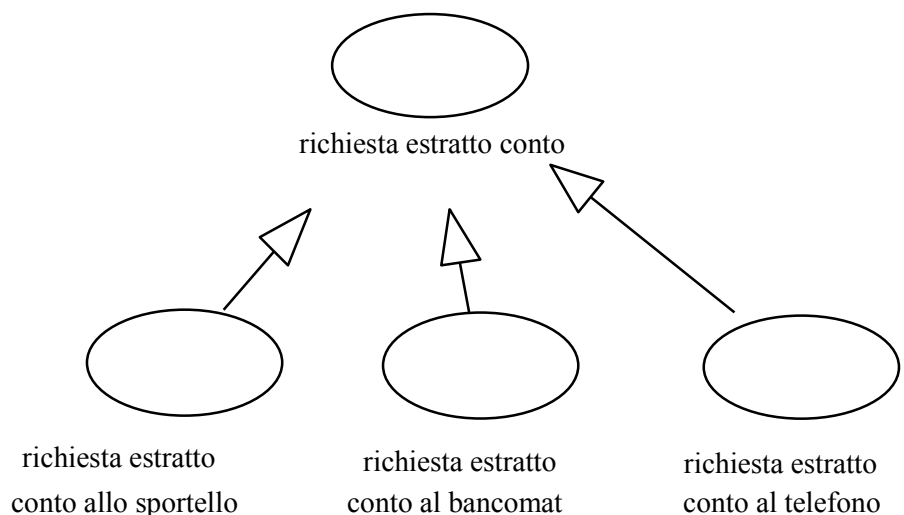 richiesta estratto conto
richiesta estratto
conto allo sportello
richiesta estratto
conto al bancomat
richiesta estratto
conto al telefono